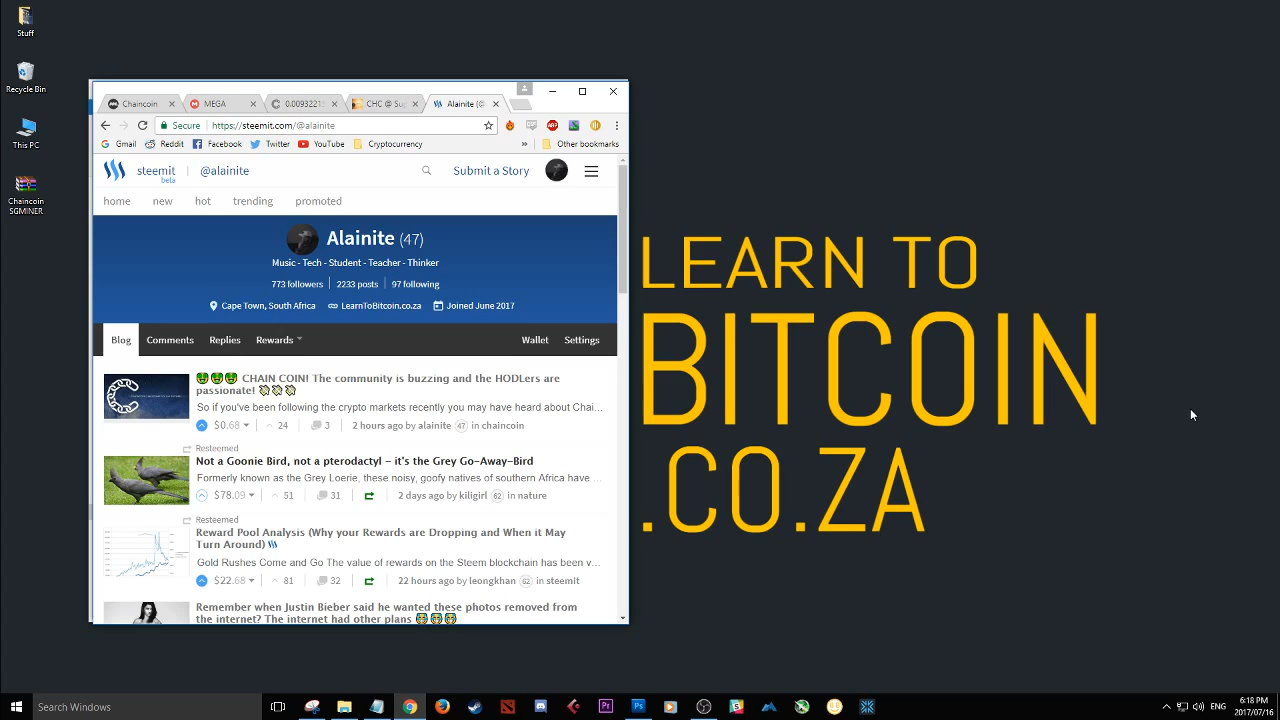 Stuff
Recycle Bin
This PC
Chaincoin
SGMINER
Chaincoin
MEGA
0.0093221
CHC @ Su
Alainite (@
Secure
https://steemit.com/@alainite
Gmail
Reddit
Facebook
Twitter
YouTube
Cryptocurrency
»
Other bookmarks
steemit
beta
@alainite
Submit a Story
home
new
hot
trending
promoted
Alainite (47)
Music - Tech - Student - Teacher - Thinker
773 followers
2233 posts
97 following
Cape Town, South Africa
LearnToBitcoin.co.za
Joined June 2017
Blog
Comments
Replies
Rewards
Wallet
Settings
CHAIN COIN! The community is buzzing and the HODLers are
passionate!
So if you've been following the crypto markets recently you may have heard about Chai...
$0.68
24
3
2 hours ago by alainite 47 in chaincoin
Resteemed
Not a Goonie Bird, not a pterodactyl – it's the Grey Go-Away-Bird
Formerly known as the Grey Loerie, these noisy, goofy natives of southern Africa have ...
$78.09
51
31
2 days ago by kiligirl 62 in nature
Resteemed
Reward Pool Analysis (Why your Rewards are Dropping and When it May
Turn Around)
Gold Rushes Come and Go The value of rewards on the Steem blockchain has been v...
$22.68
81
32
22 hours ago by leongkhan 62 in steemit
Remember when Justin Bieber said he wanted these photos removed from
the internet? The internet had other plans
LEARN TO
BITCOIN
.CO.ZA
Search Windows
ENG
6:18 PM
2017/07/16